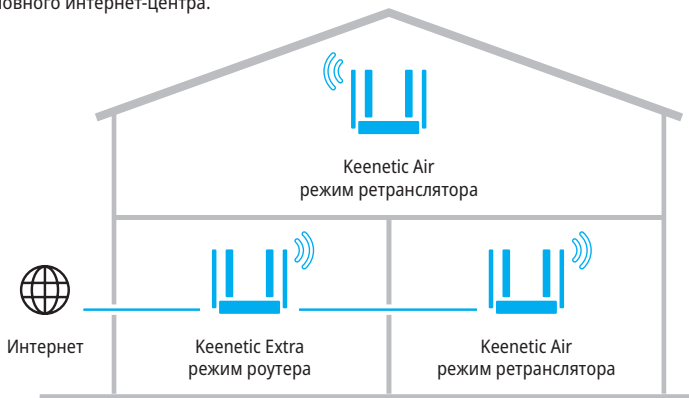 интернет-центра.
Keenetic Air
режим ретранслятора
Интернет
Keenetic Extra
режим роутера
Keenetic Air
режим ретранслятора